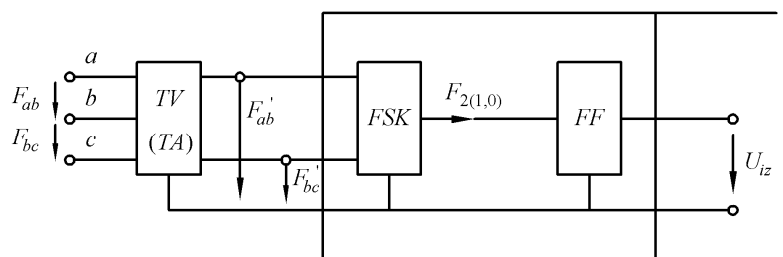 a
F_ab
b
F_bc
c
TV
(TA)
F_ab'
F_bc'
FSK
F_2(1,0)
FF
U_iz